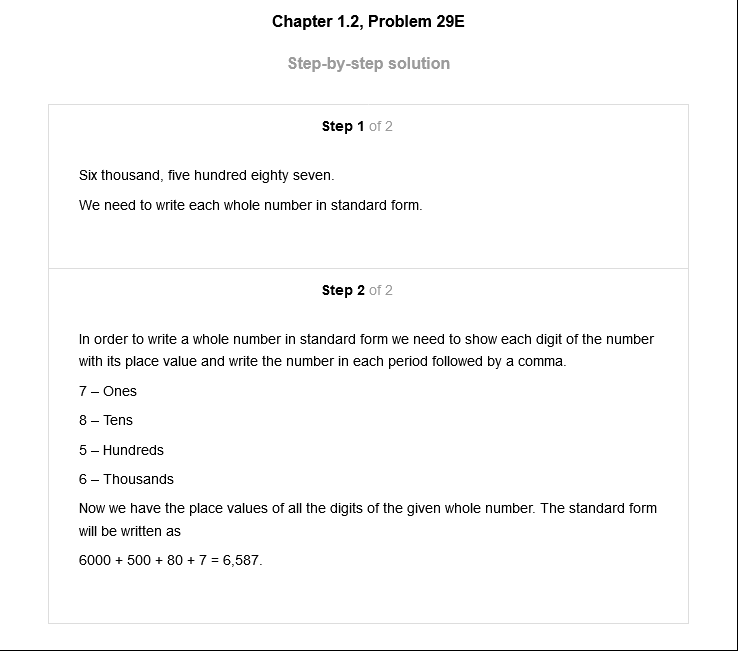 Chapter 1.2, Problem 29E
Step-by-step solution
Step 1 of 2
Six thousand, five hundred eighty seven.
We need to write each whole number in standard form.
Step 2 of 2
In order to write a whole number in standard form we need to show each digit of the number
with its place value and write the number in each period followed by a comma.
7 – Ones
8 – Tens
5 – Hundreds
6 – Thousands
Now we have the place values of all the digits of the given whole number. The standard form
will be written as
6000 + 500 + 80 + 7 = 6,587.